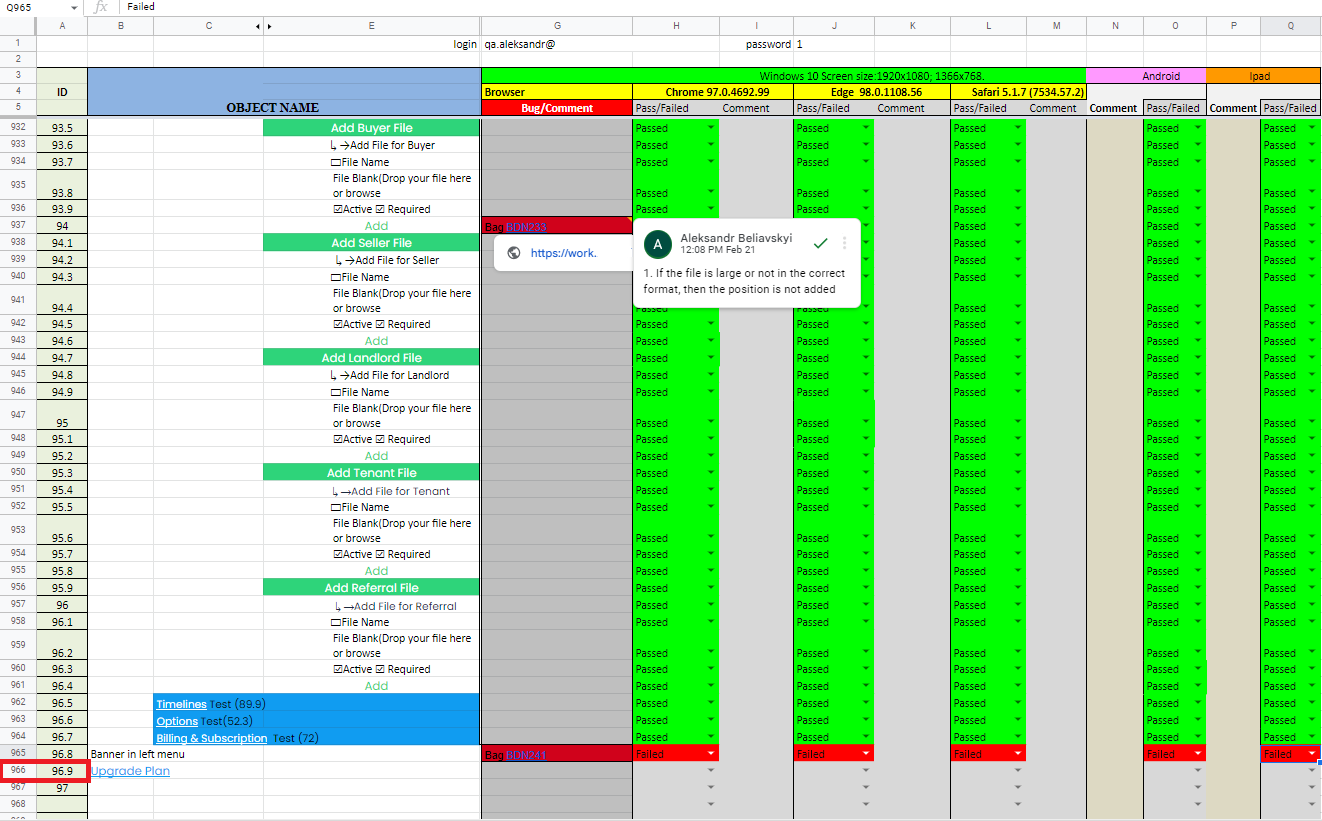 Q965 fx Failed
A B C E G H I J K L M N O P Q
1 login qa.aleksandr@ password 1
2
3 Windows 10 Screen size:1920x1080; 1366x768. Android Ipad
4 ID Browser Chrome 97.0.4692.99 Edge 98.0.1108.56 Safari 5.1.7 (7534.57.2)
5 OBJECT NAME Bug/Comment Pass/Failed Comment Pass/Failed Comment Pass/Failed Comment Comment Pass/Failed Comment Pass/Failed
932 93.5 Add Buyer File Passed Passed Passed Passed Passed
933 93.6 ↳→Add File for Buyer Passed Passed Passed Passed Passed
934 93.7 File Name Passed Passed Passed Passed Passed
File Blank(Drop your file here
935 93.8 or browse Passed Passed Passed Passed Passed
936 93.9 ☑Active ☑ Required Passed Passed Passed Passed Passed
937 94 Add Bag BDN233
938 94.1 Add Seller File Passed Passed Passed
939 94.2 ↳→Add File for Seller Passed Passed Passed
940 94.3 File Name Passed Passed Passed
https://work.
A Aleksandr Beliavskyi
12:08 PM Feb 21
1. If the file is large or not in the correct
format, then the position is not added
File Blank(Drop your file here
941 94.4 or browse Passed Passed Passed Passed Passed
942 94.5 ☑Active ☑ Required Passed Passed Passed Passed Passed
943 94.6 Add Passed Passed Passed Passed Passed
944 94.7 Add Landlord File Passed Passed Passed Passed Passed
945 94.8 ↳→Add File for Landlord Passed Passed Passed Passed Passed
946 94.9 File Name Passed Passed Passed Passed Passed
File Blank(Drop your file here
947 95 or browse Passed Passed Passed Passed Passed
948 95.1 ☑Active ☑ Required Passed Passed Passed Passed Passed
949 95.2 Add Passed Passed Passed Passed Passed
950 95.3 Add Tenant File Passed Passed Passed Passed Passed
951 95.4 ↳→Add File for Tenant Passed Passed Passed Passed Passed
952 95.5 File Name Passed Passed Passed Passed Passed
File Blank(Drop your file here
953 95.6 or browse Passed Passed Passed Passed Passed
954 95.7 ☑Active ☑ Required Passed Passed Passed Passed Passed
955 95.8 Add Passed Passed Passed Passed Passed
956 95.9 Add Referral File Passed Passed Passed Passed Passed
957 96 ↳→Add File for Referral Passed Passed Passed Passed Passed
958 96.1 File Name Passed Passed Passed Passed Passed
File Blank(Drop your file here
959 96.2 or browse Passed Passed Passed Passed Passed
960 96.3 ☑Active ☑ Required Passed Passed Passed Passed Passed
961 96.4 Add Passed Passed Passed Passed Passed
962 96.5 Timelines Test (89.9) Passed Passed Passed Passed Passed
963 96.6 Options Test(52.3) Passed Passed Passed Passed Passed
964 96.7 Billing & Subscription Test (72) Passed Passed Passed Passed Passed
965 96.8 Banner in left menu Bag BDN241 Failed Failed Failed Failed Failed
966 96.9 Upgrade Plan
967 97
968